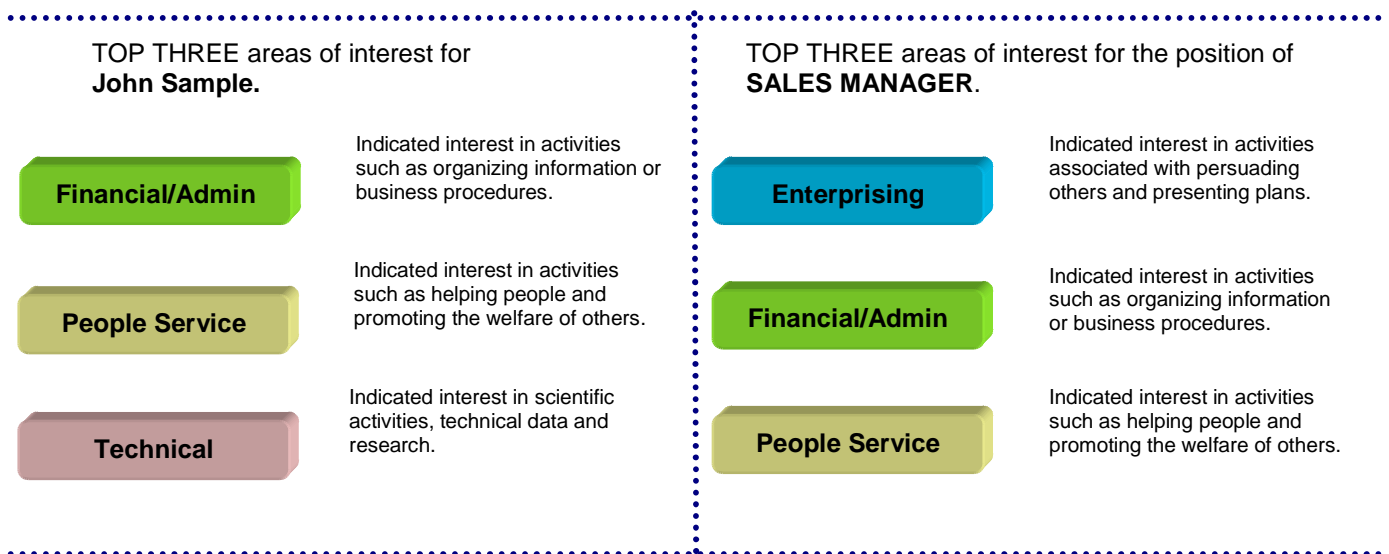 TOP THREE areas of interest for
John Sample.
Financial/Admin
Indicated interest in activities
such as organizing information or
business procedures.
People Service
Indicated interest in activities
such as helping people and
promoting the welfare of others.
Technical
Indicated interest in scientific
activities, technical data and
research.
TOP THREE areas of interest for the position of
SALES MANAGER.
Enterprising
Indicated interest in activities
associated with persuading
others and presenting plans.
Financial/Admin
Indicated interest in activities
such as organizing information
or business procedures.
People Service
Indicated interest in activities
such as helping people and
promoting the welfare of others.